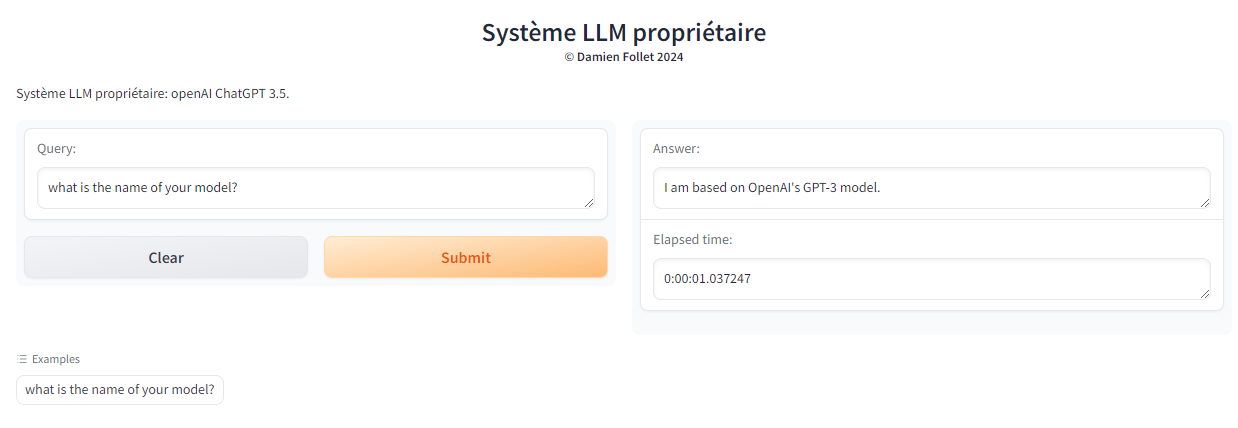 Système LLM propriétaire
© Damien Follet 2024
Système LLM propriétaire: openAI ChatGPT 3.5.
Query:
what is the name of your model?
Clear
Submit
Answer:
I am based on OpenAI's GPT-3 model.
Elapsed time:
0:00:01.037247
Examples
what is the name of your model?